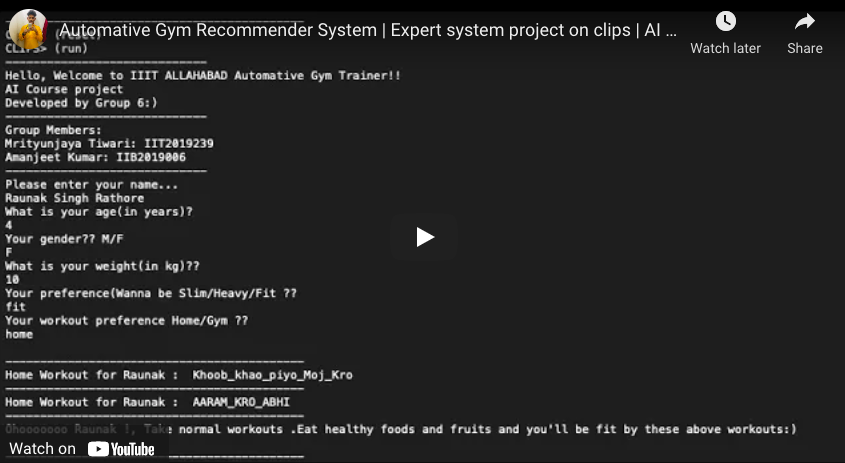 Automative Gym Recommender System | Expert system project on clips | AI ...
Watch later
Share
(reset)
CLIPS> (run)
Hello, Welcome to IIIT ALLAHABAD Automative Gym Trainer!!
AI Course project
Developed by Group 6:)
Group Members:
Mrityunjaya Tiwari: IIT2019239
Amanjeet Kumar: IIB2019006
Please enter your name...
Raunak Singh Rathore
What is your age(in years)?
4
Your gender?? M/F
F
What is your weight(in kg)??
10
Your preference(Wanna be Slim/Heavy/Fit ??
fit
Your workout preference Home/Gym ??
home
Home Workout for Raunak :  Khoob_khao_piyo_Moj_Kro
Home Workout for Raunak :  AARAM_KRO_ABHI
Raunak !, Take normal workouts .Eat healthy foods and fruits and you'll be fit by these above workouts:)
Watch on YouTube